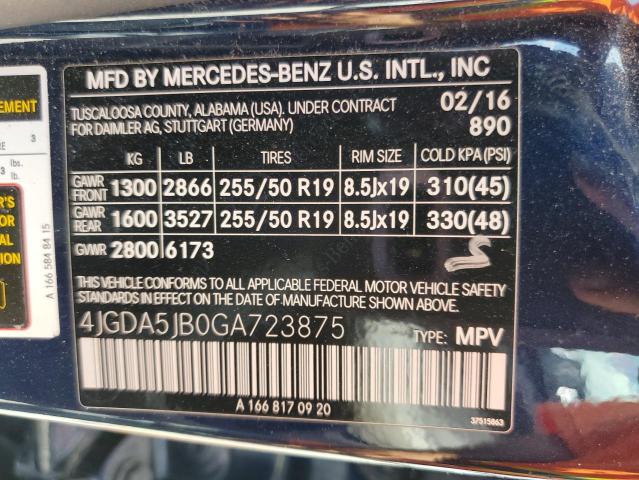 MFD BY MERCEDES-BENZ U.S. INTL., INC
TUSCALOOSA COUNTY, ALABAMA (USA). UNDER CONTRACT 02/16
FOR DAIMLER AG, STUTTGART (GERMANY) 890
KG LB TIRES RIM SIZE COLD KPA(PSI)
GAWR FRONT 1300 2866 255/50 R19 8.5Jx19 310(45)
GAWR REAR 1600 3527 255/50 R19 8.5Jx19 330(48)
GVWR 2800 6173
THIS VEHICLE CONFORMS TO ALL APPLICABLE FEDERAL MOTOR VEHICLE SAFETY
STANDARDS IN EFFECT ON THE DATE OF MANUFACTURE SHOWN ABOVE.
4JGDA5JB0GA723875 TYPE: MPV
A 166 817 09 20
37515863
EMENT
3
lbs.
A 166 584 84 15